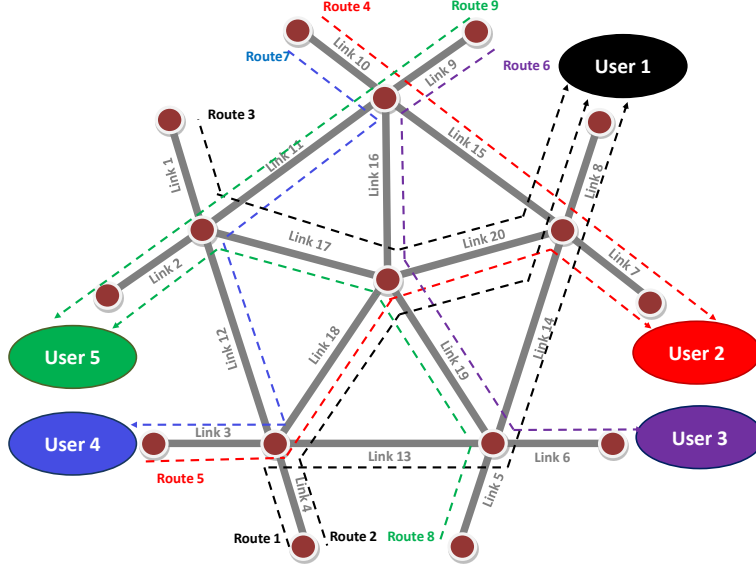 Route 4
Route 9
Route7
Link 10
Link 9
Route 6
User 1
Route 3
Link 1
Link 11
Link 16
Link 15
Link 8
Link 2
Link 17
Link 20
Link 7
User 5
Link 12
Link 18
Link 19
Link 14
User 2
User 4
Link 3
Link 13
Link 6
User 3
Route 5
Link 4
Link 5
Route 1
Route 2
Route 8